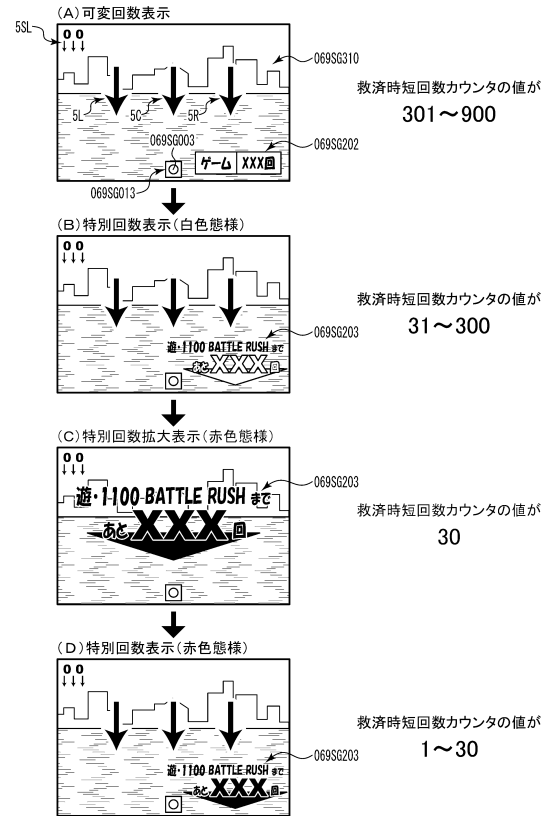 (A)可変回数表示
5SL
0 0
069SG310
5L
5C
5R
069SG003
069SG202
ゲーム XXX回
069SG013
救済時短回数カウンタの値が
301～900
(B)特別回数表示(白色態様)
0 0
069SG203
遊・1100 BATTLE RUSH まで
あと XXX 回
救済時短回数カウンタの値が
31～300
(C)特別回数拡大表示(赤色態様)
0 0
069SG203
遊・1100 BATTLE RUSH まで
あと XXX 回
救済時短回数カウンタの値が
30
(D)特別回数表示(赤色態様)
0 0
069SG203
遊・1100 BATTLE RUSH まで
あと XXX 回
救済時短回数カウンタの値が
1～30